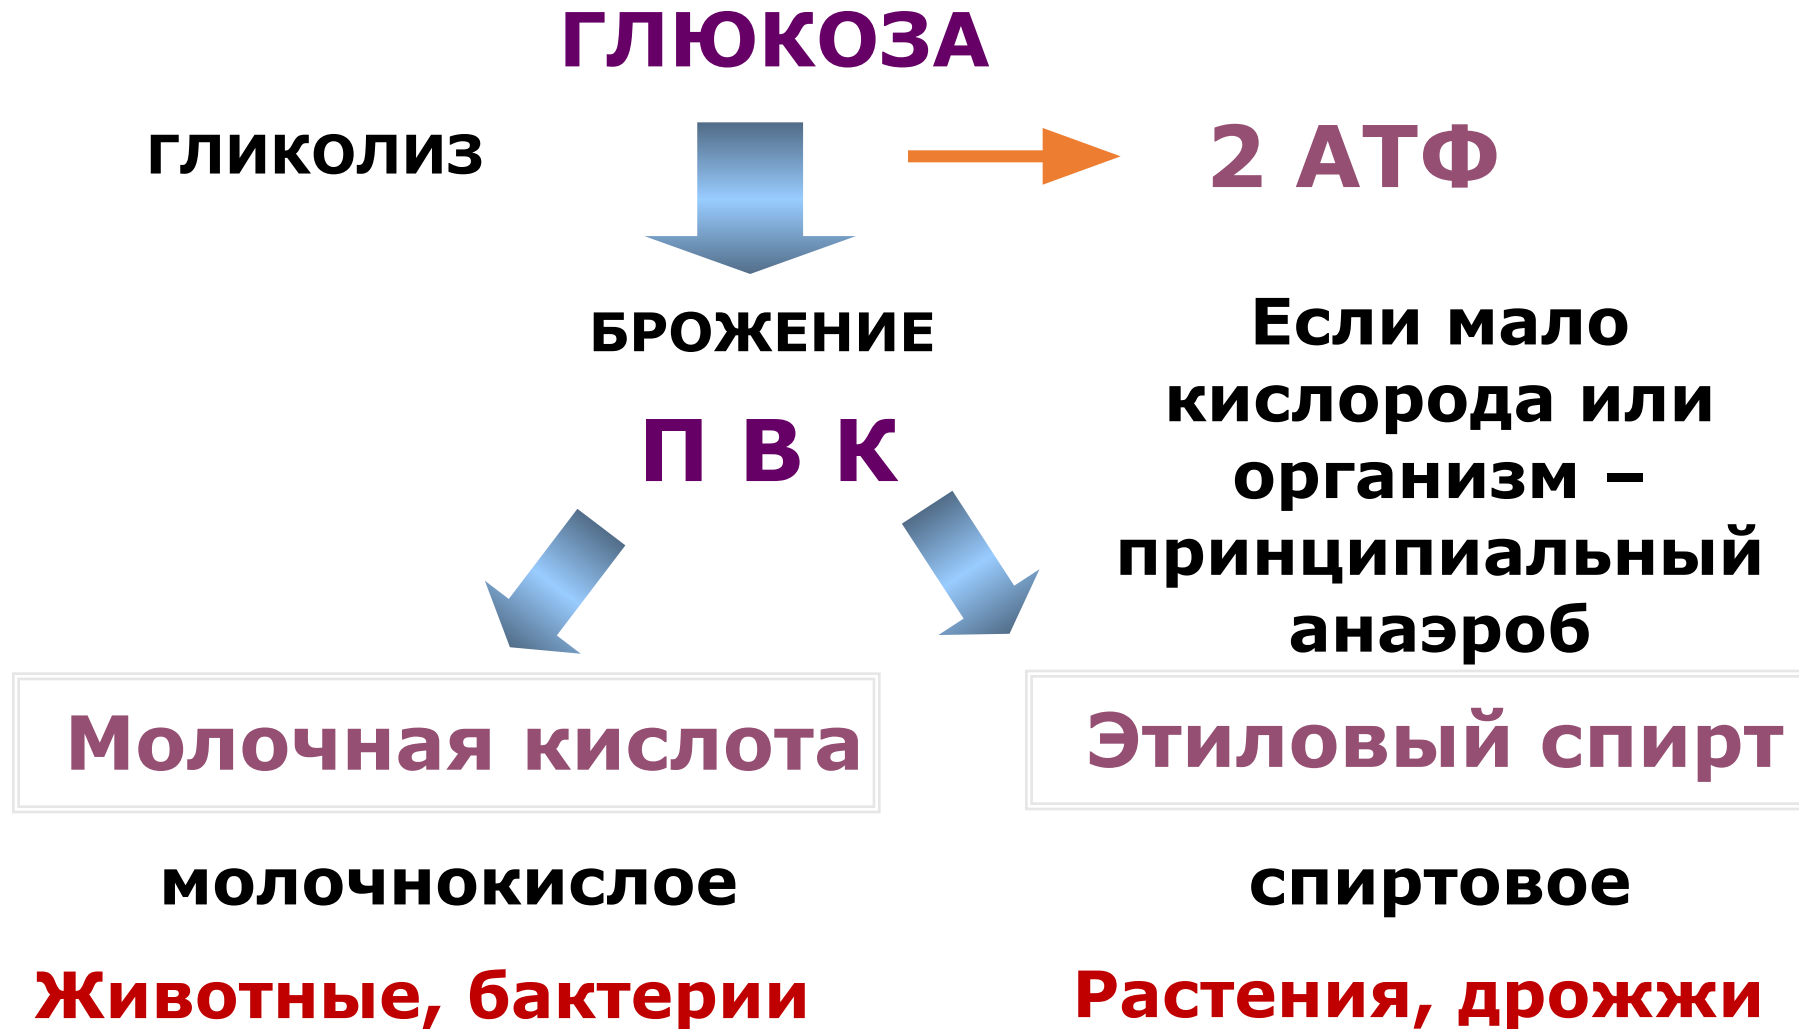 ГЛЮКОЗА
ГЛИКОЛИЗ
2 АТФ
БРОЖЕНИЕ
П В К
Если мало
кислорода или
организм –
принципиальный
анаэроб
Молочная кислота
Этиловый спирт
молочнокислое
спиртовое
Животные, бактерии
Растения, дрожжи